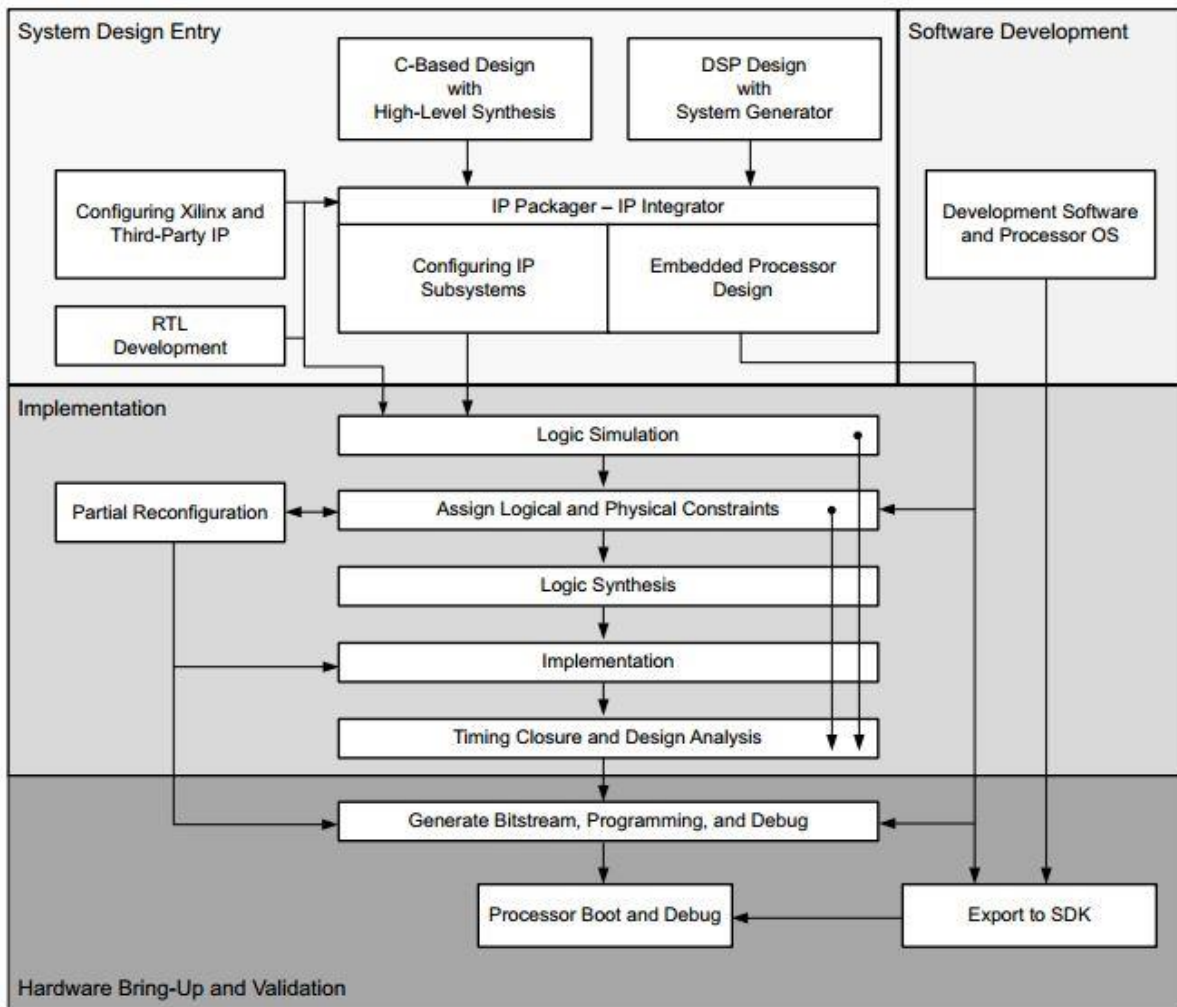 System Design Entry
Software Development
C-Based Design
with
High-Level Synthesis
DSP Design
with
System Generator
Configuring Xilinx and
Third-Party IP
IP Packager – IP Integrator
Development Software
and Processor OS
Configuring IP
Subsystems
Embedded Processor
Design
RTL
Development
Implementation
Logic Simulation
Partial Reconfiguration
Assign Logical and Physical Constraints
Logic Synthesis
Implementation
Timing Closure and Design Analysis
Generate Bitstream, Programming, and Debug
Processor Boot and Debug
Export to SDK
Hardware Bring-Up and Validation